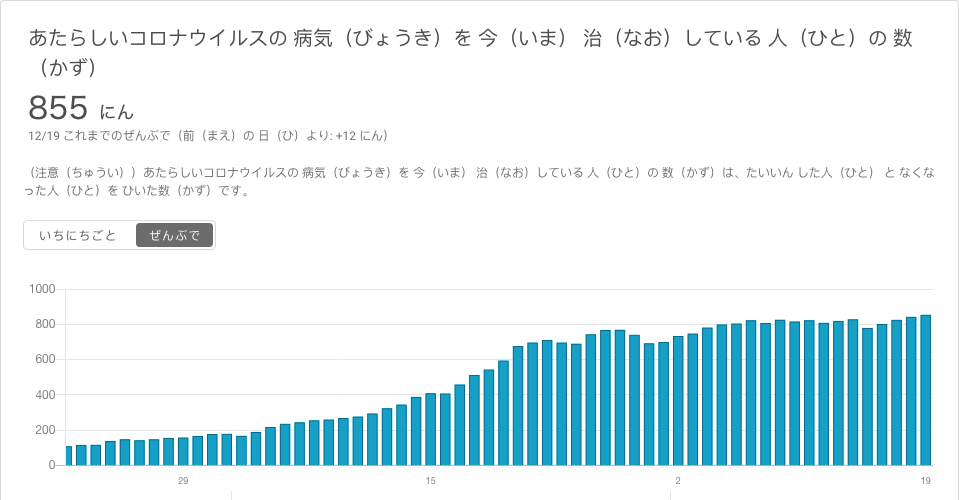 あたらしいコロナウイルスの 病気（びょうき）を 今（いま） 治（なお）している 人（ひと）の 数
（かず）
855 にん
12/19 これまでのぜんぶで（前（まえ）の 日（ひ）より: +12 にん）
（注意（ちゅうい））あたらしいコロナウイルスの 病気（びょうき）を 今（いま） 治（なお）している 人（ひと）の 数（かず）は、たいいん した人（ひと） と なくな
った人（ひと）を ひいた数（かず）です。
いちにちごと ぜんぶで
1000
800
600
400
200
0
29 15 2 19